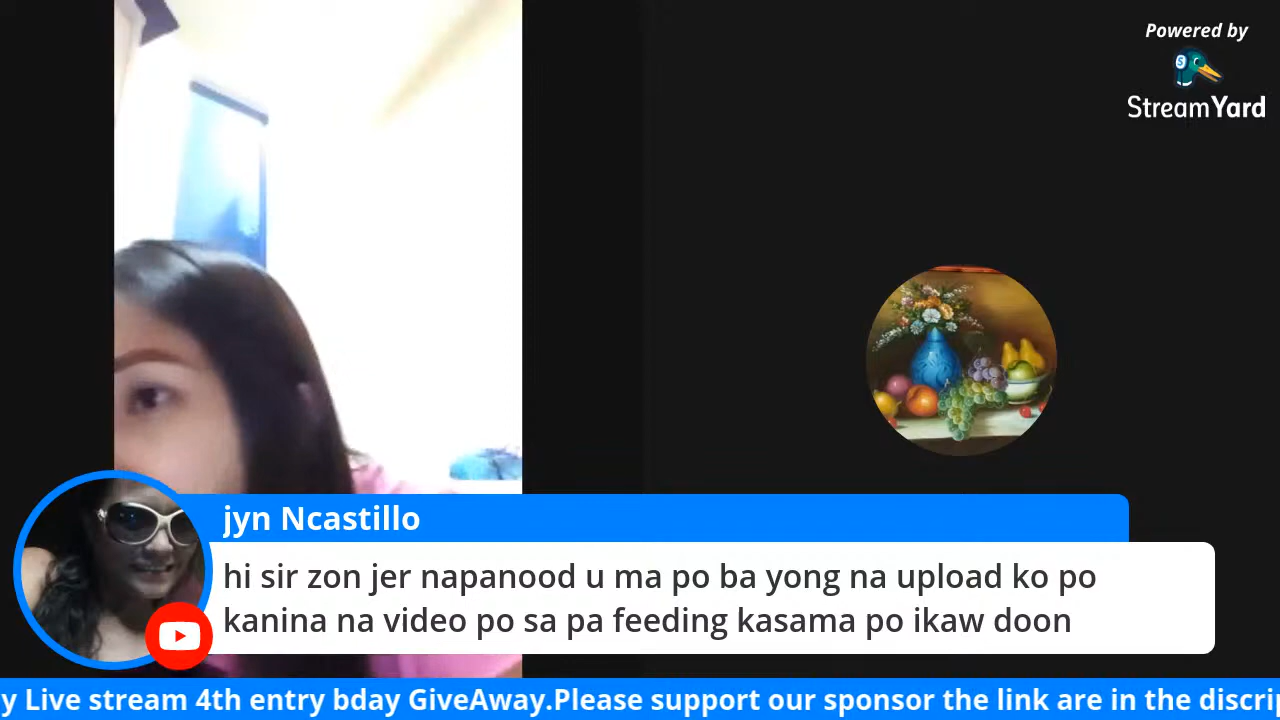 Powered by
StreamYard
jyn Ncastillo
hi sir zon jer napanood u ma po ba yong na upload ko po
kanina na video po sa pa feeding kasama po ikaw doon
y Live stream 4th entry bday GiveAway.Please support our sponsor the link are in the discrip